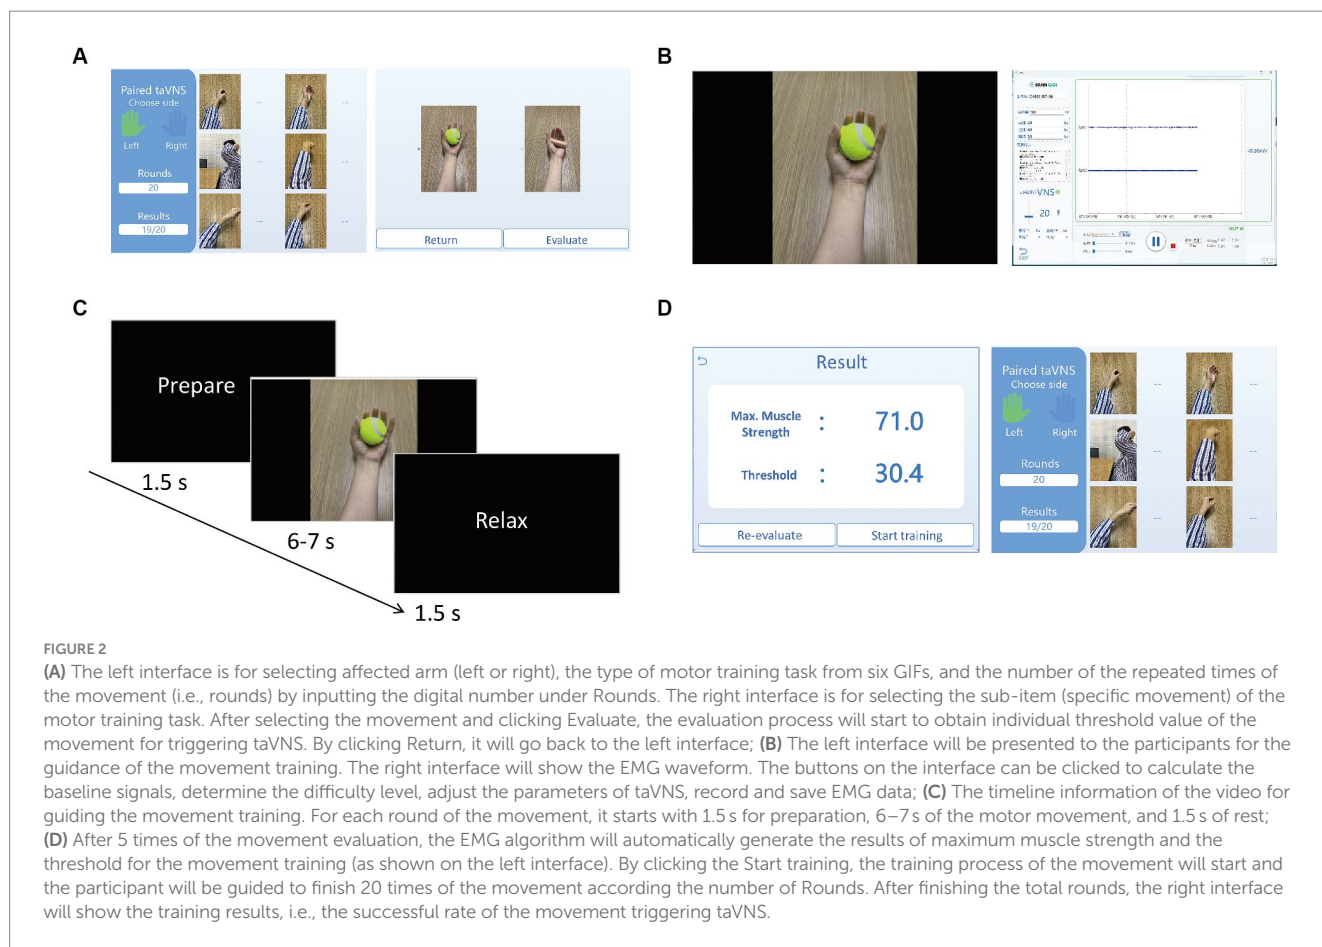 A
Paired taVNS
Choose side
Left Right
Rounds
20
Results
19/20
-- --
-- --
-- --
Return Evaluate
B
VNS
20
C
Prepare
1.5 s
6-7 s
Relax
1.5 s
D
Result
Max. Muscle
Strength : 71.0
Threshold : 30.4
Re-evaluate Start training
Paired taVNS
Choose side
Left Right
Rounds
20
Results
19/20
-- --
-- --
-- --
FIGURE 2
(A) The left interface is for selecting affected arm (left or right), the type of motor training task from six GIFs, and the number of the repeated times of
the movement (i.e., rounds) by inputting the digital number under Rounds. The right interface is for selecting the sub-item (specific movement) of the
motor training task. After selecting the movement and clicking Evaluate, the evaluation process will start to obtain individual threshold value of the
movement for triggering taVNS. By clicking Return, it will go back to the left interface; (B) The left interface will be presented to the participants for the
guidance of the movement training. The right interface will show the EMG waveform. The buttons on the interface can be clicked to calculate the
baseline signals, determine the difficulty level, adjust the parameters of taVNS, record and save EMG data; (C) The timeline information of the video for
guiding the movement training. For each round of the movement, it starts with 1.5 s for preparation, 6–7 s of the motor movement, and 1.5 s of rest;
(D) After 5 times of the movement evaluation, the EMG algorithm will automatically generate the results of maximum muscle strength and the
threshold for the movement training (as shown on the left interface). By clicking the Start training, the training process of the movement will start and
the participant will be guided to finish 20 times of the movement according the number of Rounds. After finishing the total rounds, the right interface
will show the training results, i.e., the successful rate of the movement triggering taVNS.